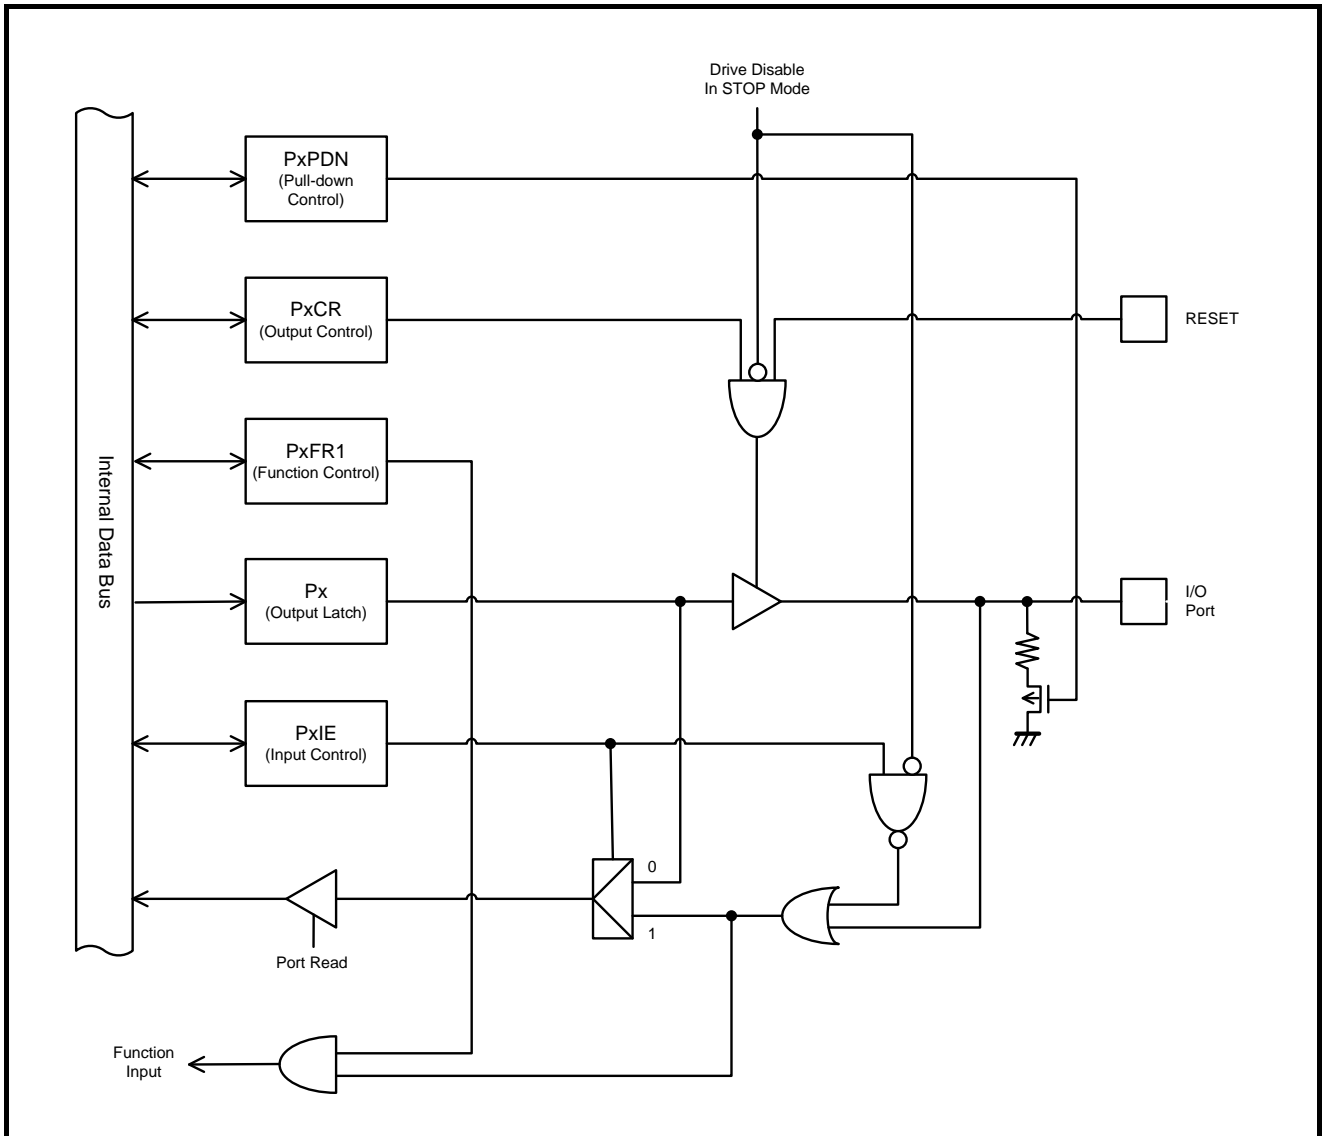 Drive Disable
In STOP Mode
PxPDN
(Pull-down
Control)
PxCR
(Output Control)
RESET
PxFR1
(Function Control)
Internal Data Bus
Px
(Output Latch)
I/O
Port
PxIE
(Input Control)
0
1
Port Read
Function
Input